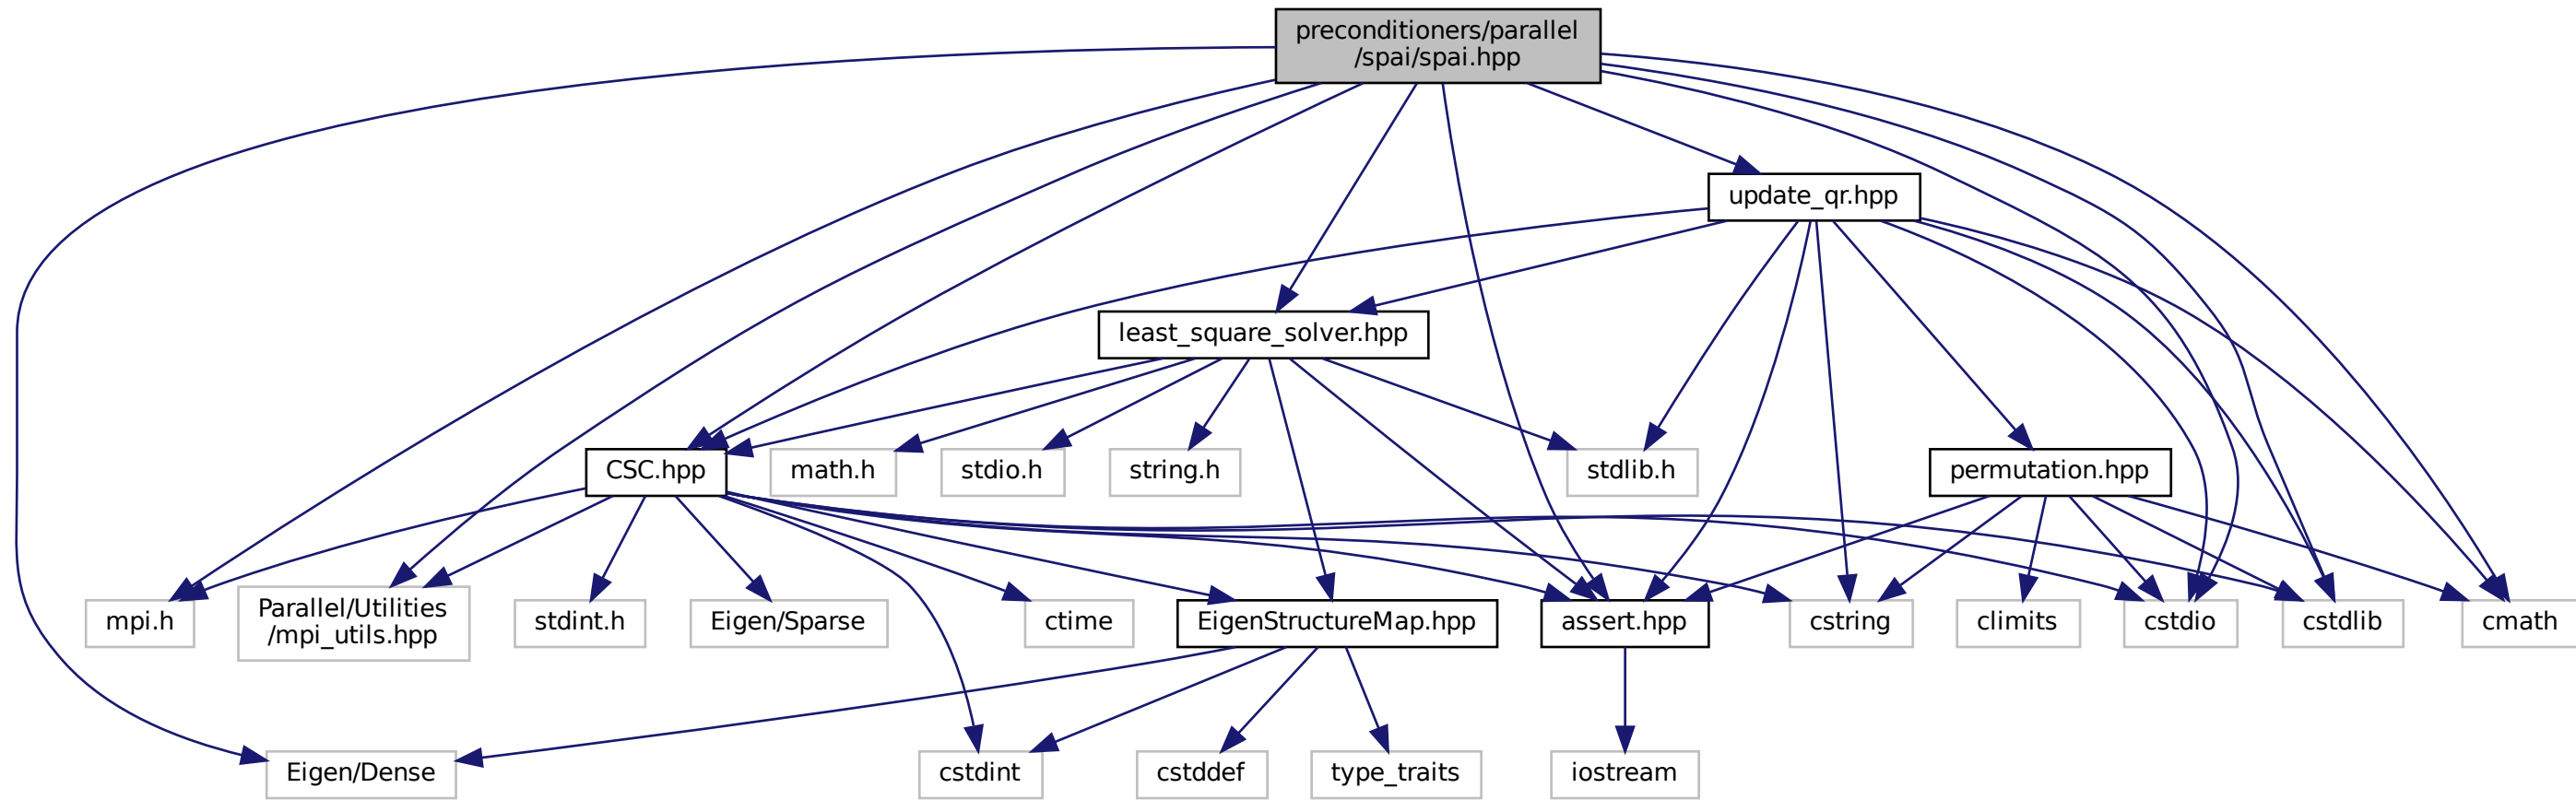 preconditioners/parallel
/spai/spai.hpp
update_qr.hpp
least_square_solver.hpp
CSC.hpp
math.h
stdio.h
string.h
stdlib.h
permutation.hpp
mpi.h
Parallel/Utilities
/mpi_utils.hpp
stdint.h
Eigen/Sparse
ctime
EigenStructureMap.hpp
assert.hpp
cstring
climits
cstdio
cstdlib
cmath
Eigen/Dense
cstdint
cstddef
type_traits
iostream